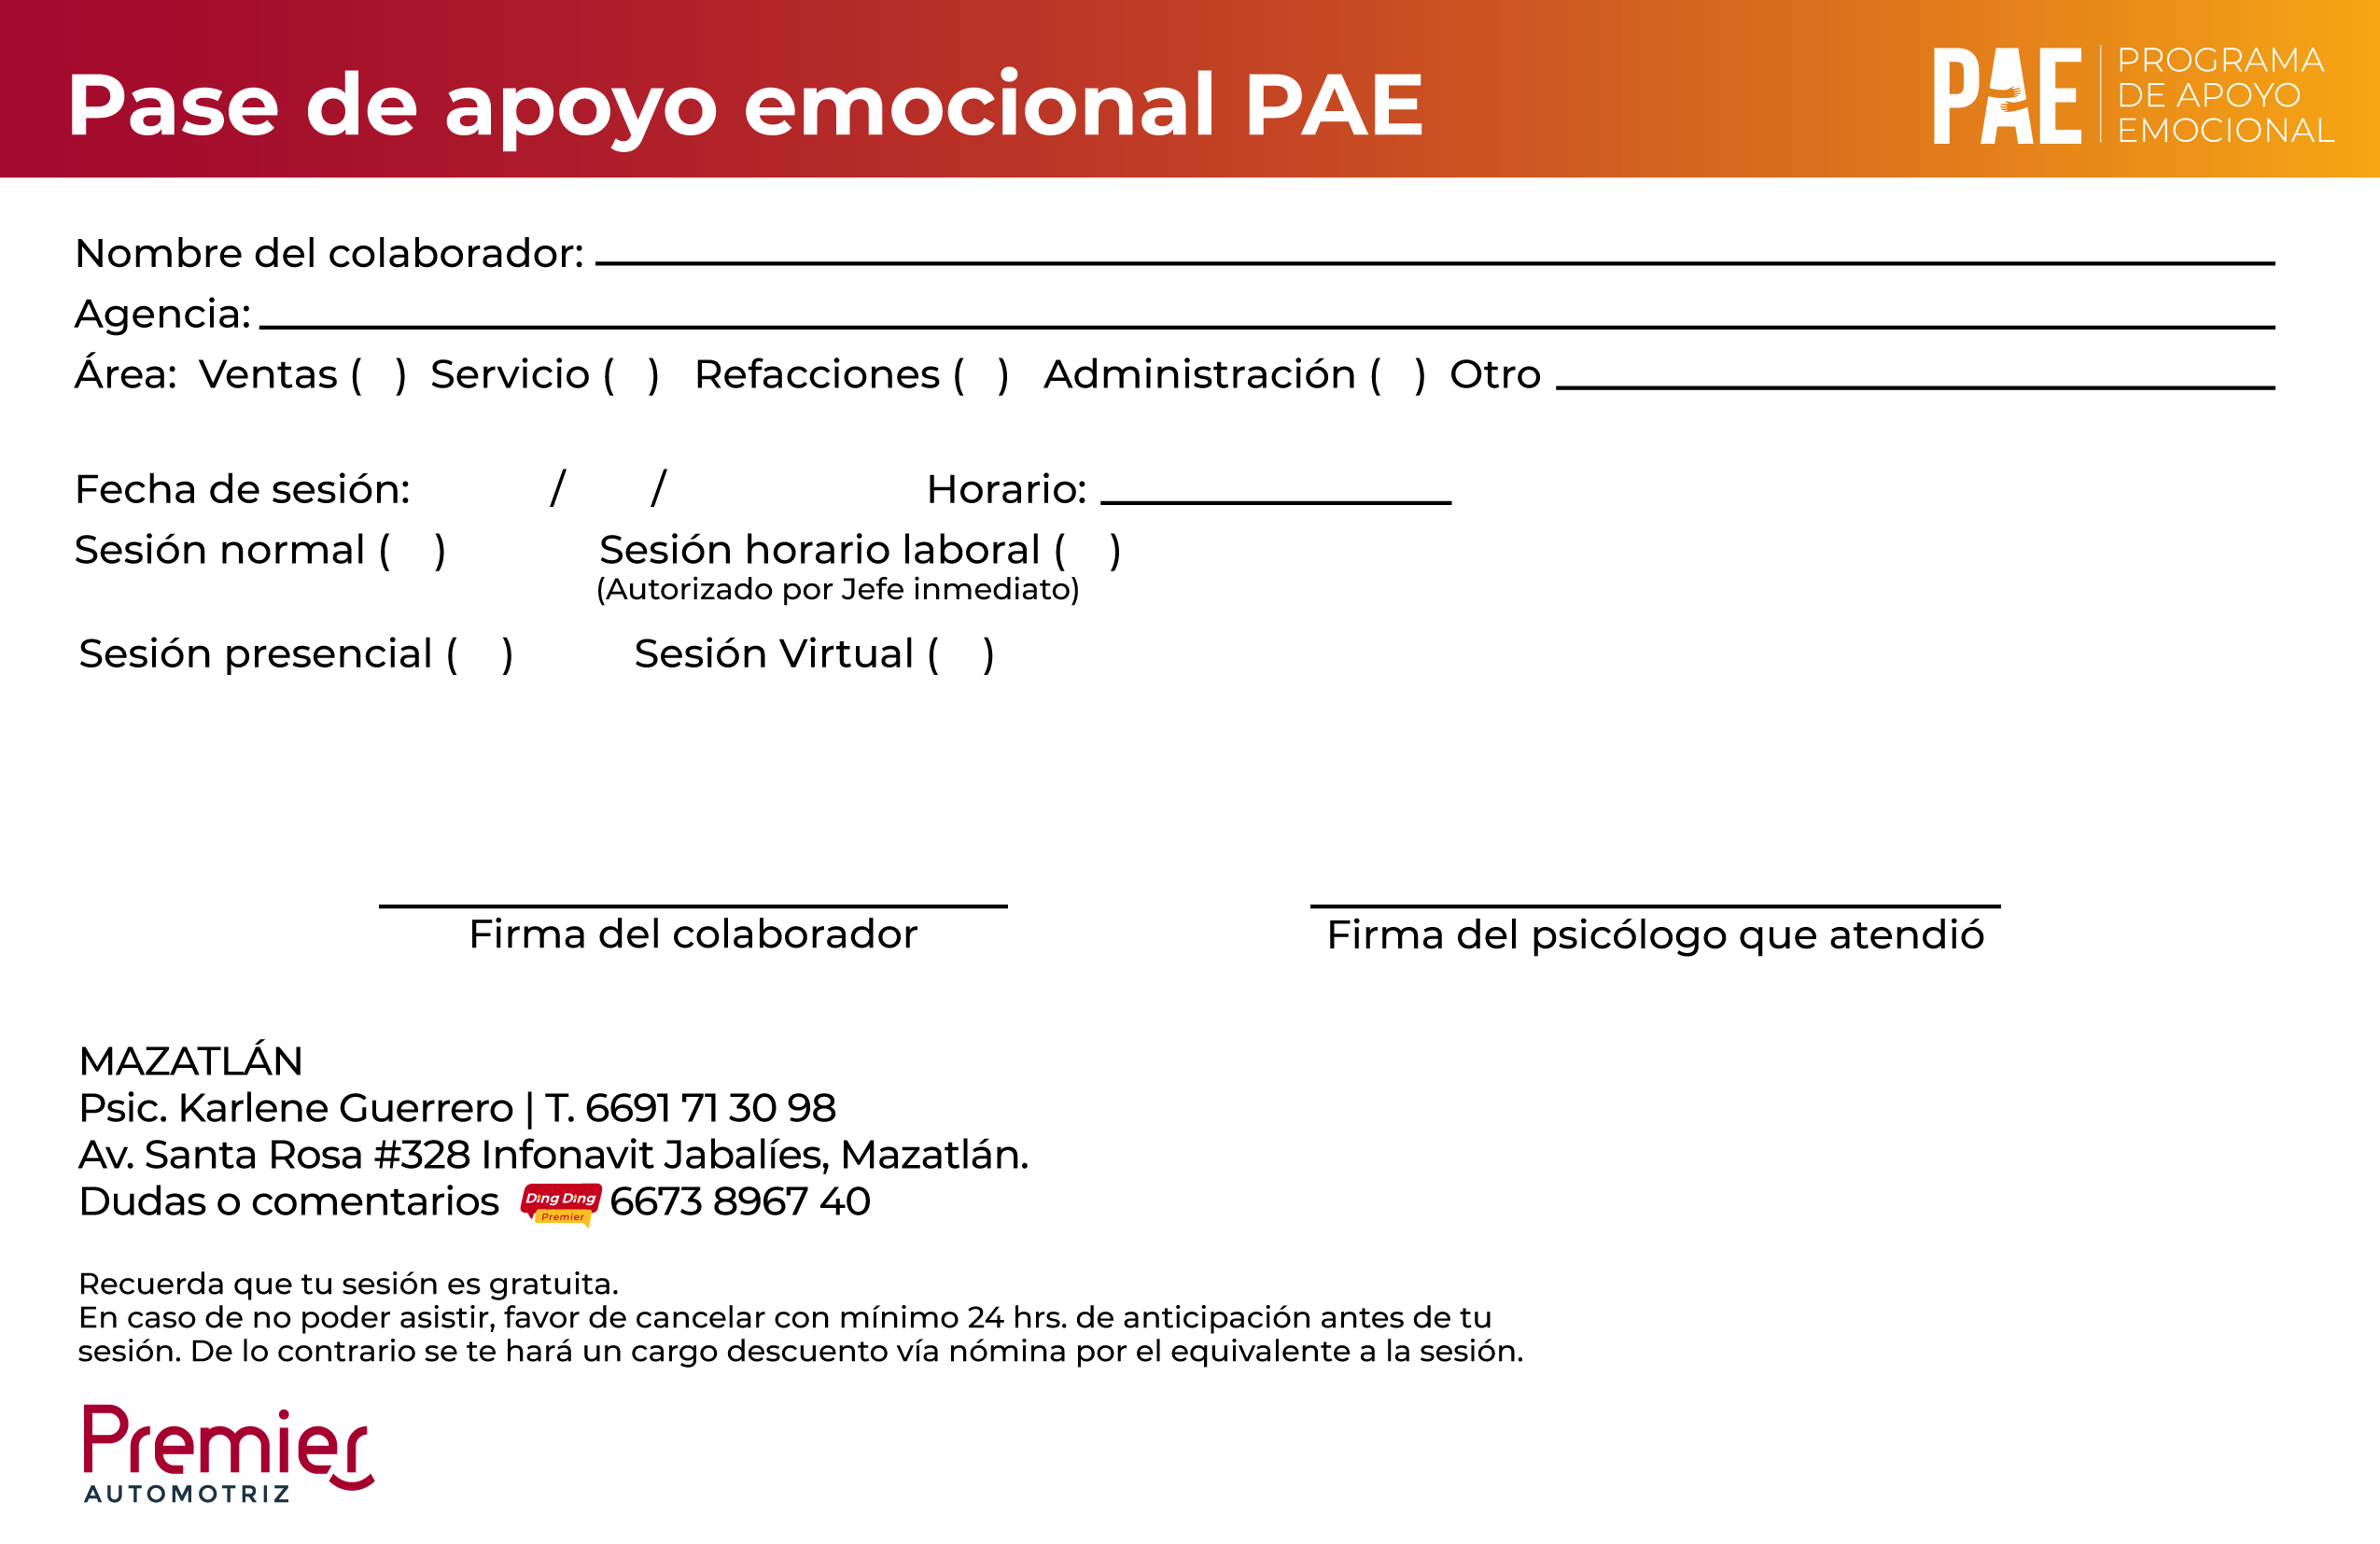 Pase de apoyo emocional PAE
PAE
PROGRAMA
DE APOYO
EMOCIONAL
Nombre del colaborador:
Agencia:
Área: Ventas ( ) Servicio ( ) Refacciones ( ) Administración ( ) Otro
Fecha de sesión: / / Horario:
Sesión normal ( ) Sesión horario laboral ( )
(Autorizado por Jefe inmediato)
Sesión presencial ( ) Sesión Virtual ( )
Firma del colaborador
Firma del psicólogo que atendió
MAZATLÁN
Psic. Karlene Guerrero | T. 6691 71 30 98
Av. Santa Rosa #328 Infonavit Jabalíes, Mazatlán.
Dudas o comentarios Ding Ding Premier 6673 8967 40
Recuerda que tu sesión es gratuita.
En caso de no poder asistir, favor de cancelar con mínimo 24 hrs. de anticipación antes de tu
sesión. De lo contrario se te hará un cargo descuento vía nómina por el equivalente a la sesión.
Premier
AUTOMOTRIZ